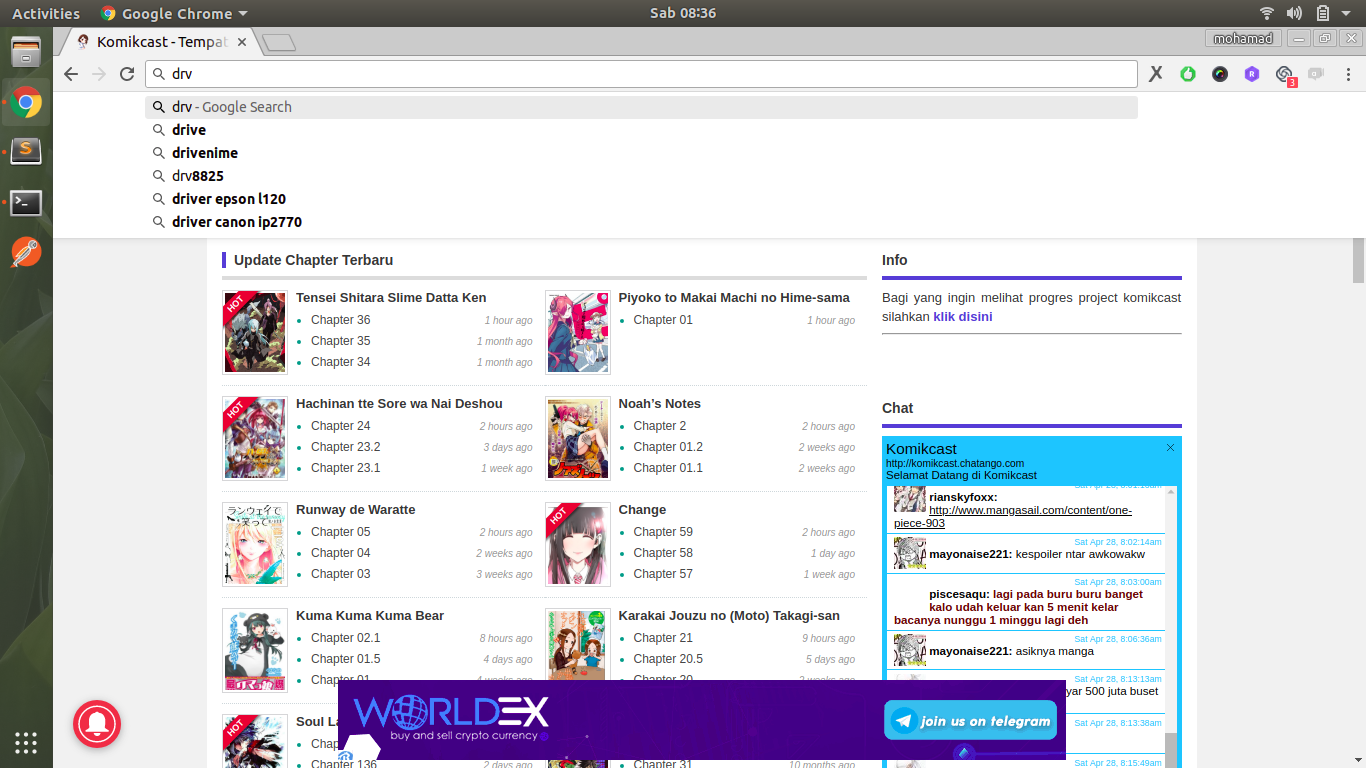 Activities
Google Chrome
Sab 08:36
Komikcast - Tempat
mohamad
drv
X
R
3
drv - Google Search
drive
drivenime
drv8825
driver epson l120
driver canon ip2770
Update Chapter Terbaru
HOT
Tensei Shitara Slime Datta Ken
Chapter 36 1 hour ago
Chapter 35 1 month ago
Chapter 34 1 month ago
Piyoko to Makai Machi no Hime-sama
Chapter 01 1 hour ago
HOT
Hachinan tte Sore wa Nai Deshou
Chapter 24 2 hours ago
Chapter 23.2 3 days ago
Chapter 23.1 1 week ago
Noah's Notes
Chapter 2 2 hours ago
Chapter 01.2 2 weeks ago
Chapter 01.1 2 weeks ago
ランウェイで
笑って
Runway de Waratte
Chapter 05 2 hours ago
Chapter 04 2 weeks ago
Chapter 03 3 weeks ago
HOT
Change
Chapter 59 2 hours ago
Chapter 58 1 day ago
Chapter 57 1 week ago
Kuma Kuma Kuma Bear
Chapter 02.1 8 hours ago
Chapter 01.5 4 days ago
Chapter 01
Karakai Jouzu no (Moto) Takagi-san
Chapter 21 9 hours ago
Chapter 20.5 5 days ago
Chapter 20
HOT
Soul La
Chap
Chapter 136 2 days ago
Chapter 31 10 months ago
Info
Bagi yang ingin melihat progres project komikcast
silahkan klik disini
Chat
Komikcast
http://komikcast.chatango.com
Selamat Datang di Komikcast
rianskyfoxx:
http://www.mangasail.com/content/one-
piece-903
Sat Apr 28, 8:02:14am
mayonaise221: kespoiler ntar awkowakw
Sat Apr 28, 8:03:00am
piscesaqu: lagi pada buru buru banget
kalo udah keluar kan 5 menit kelar
bacanya nunggu 1 minggu lagi deh
Sat Apr 28, 8:06:36am
mayonaise221: asiknya manga
Sat Apr 28, 8:13:13am
yar 500 juta buset
Sat Apr 28, 8:13:38am
Sat Apr 28, 8:15:49am
WORLDEX
buy and sell crypto currency
join us on telegram